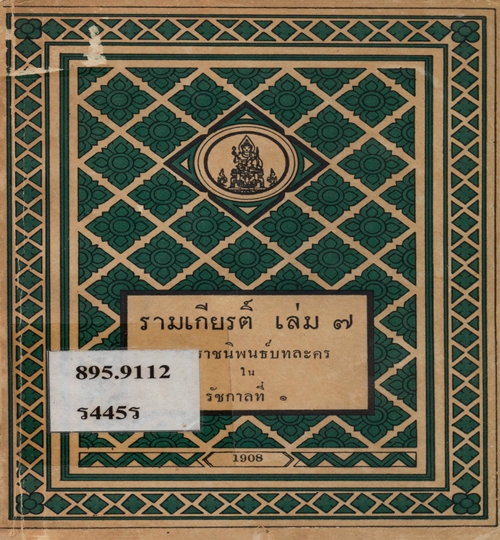 รามเกียรติ์ เล่ม ๗
ราชนิพนธ์บทละคร
ใน
รัชกาลที่ ๑
895.9112
ร445ร
1908